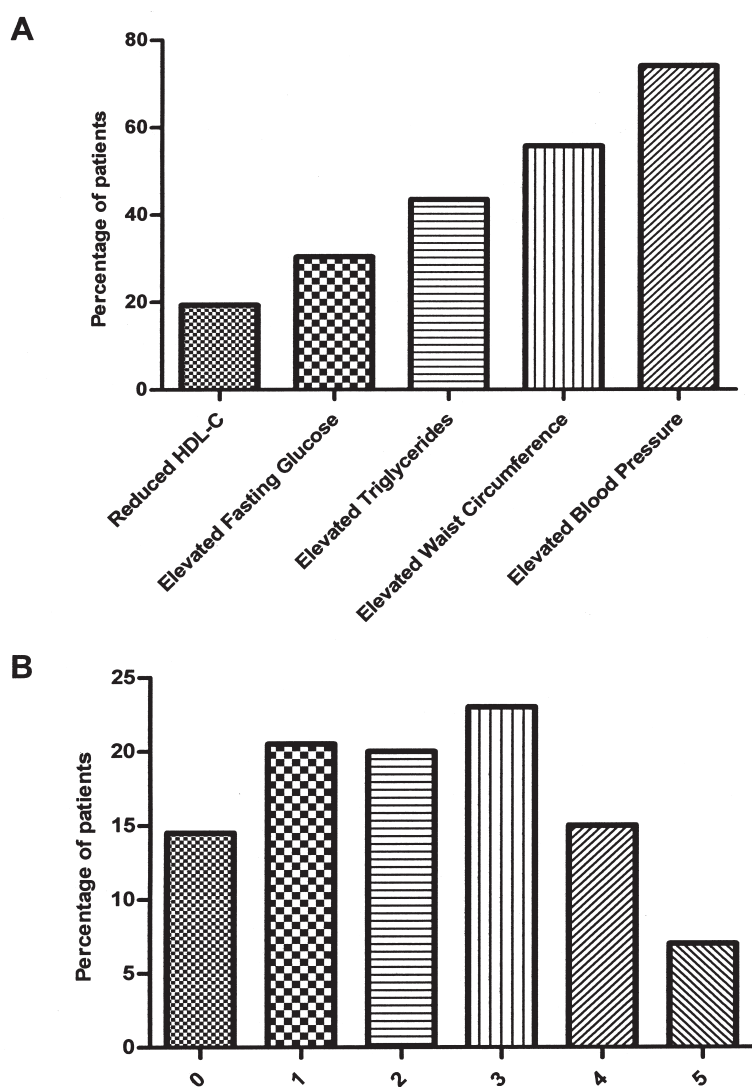 A
Percentage of patients
80
60
40
20
0
Reduced HDL-C
Elevated Fasting Glucose
Elevated Triglycerides
Elevated Waist Circumference
Elevated Blood Pressure
B
Percentage of patients
25
20
15
10
5
0
0
1
2
3
4
5